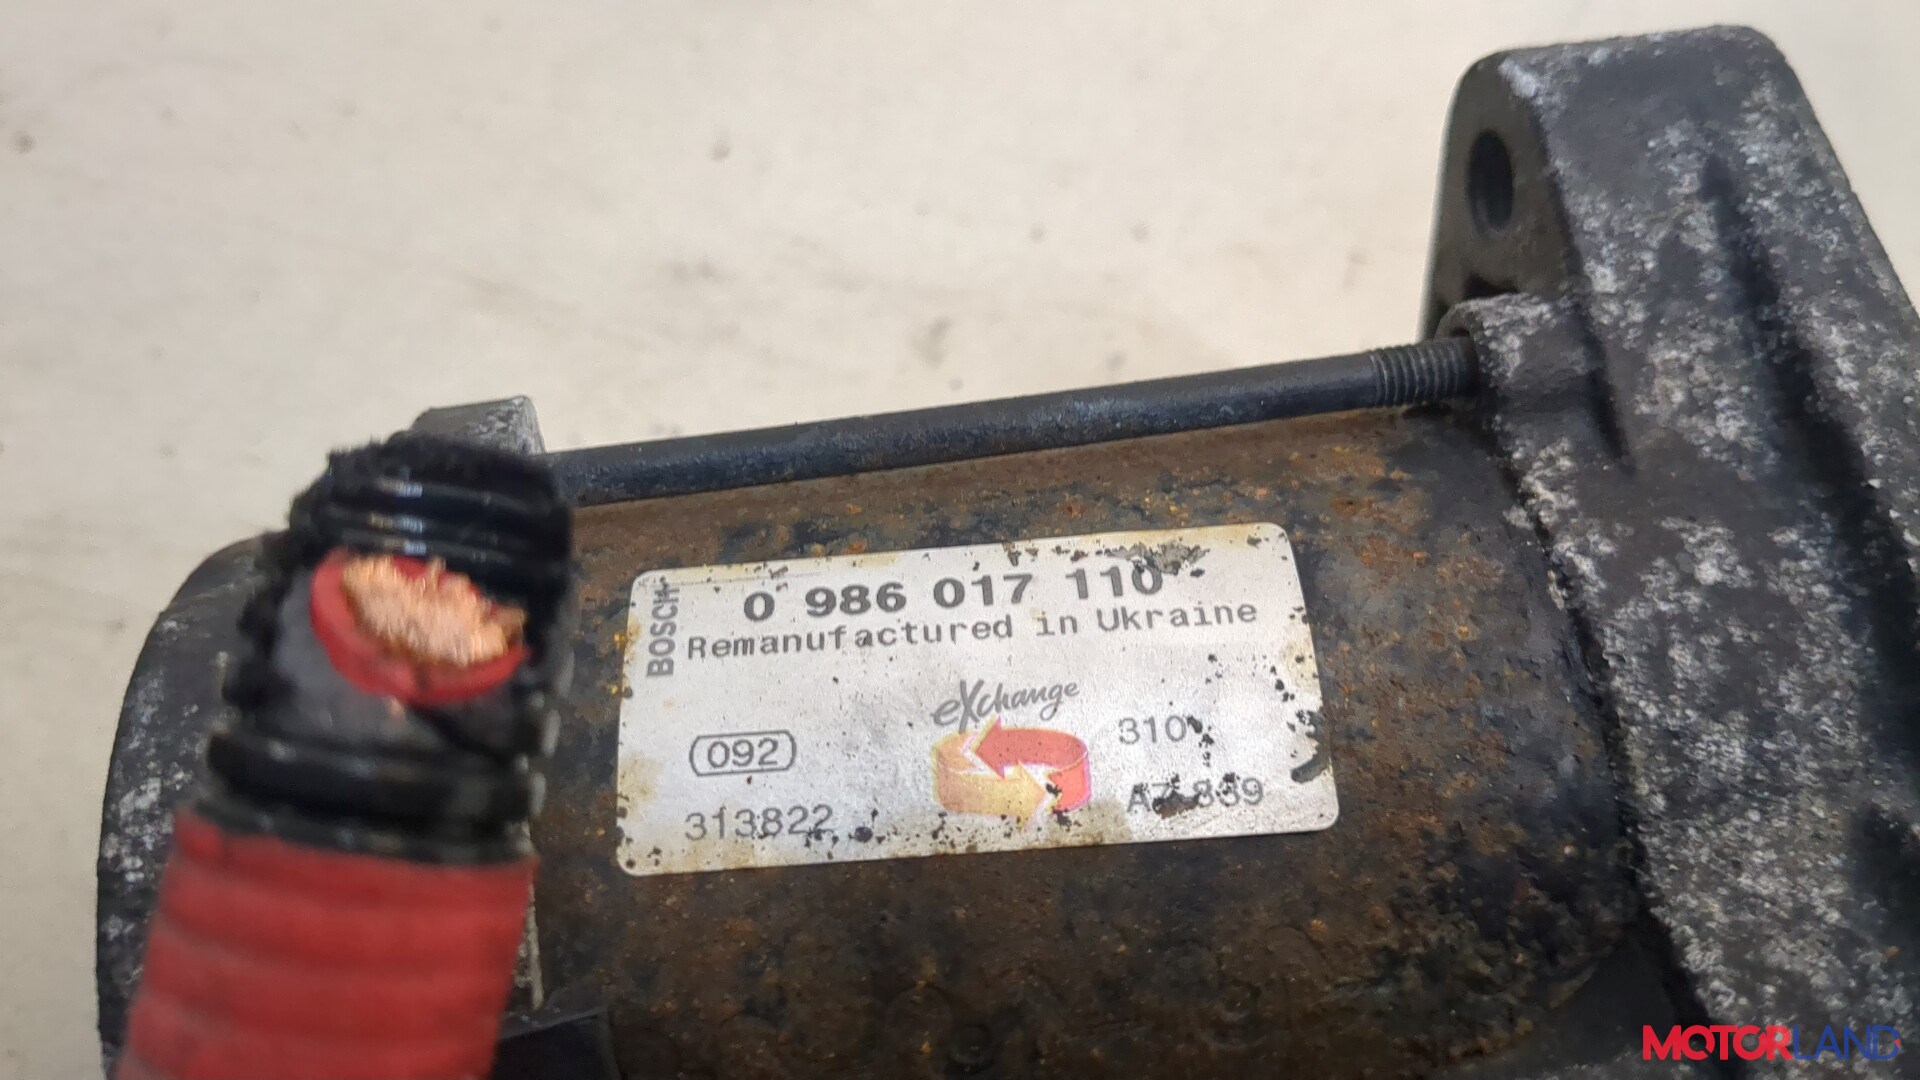 BOSCH
0 986 017 110
Remanufactured in Ukraine
eXchange
092
310
313822
MOTORLAND